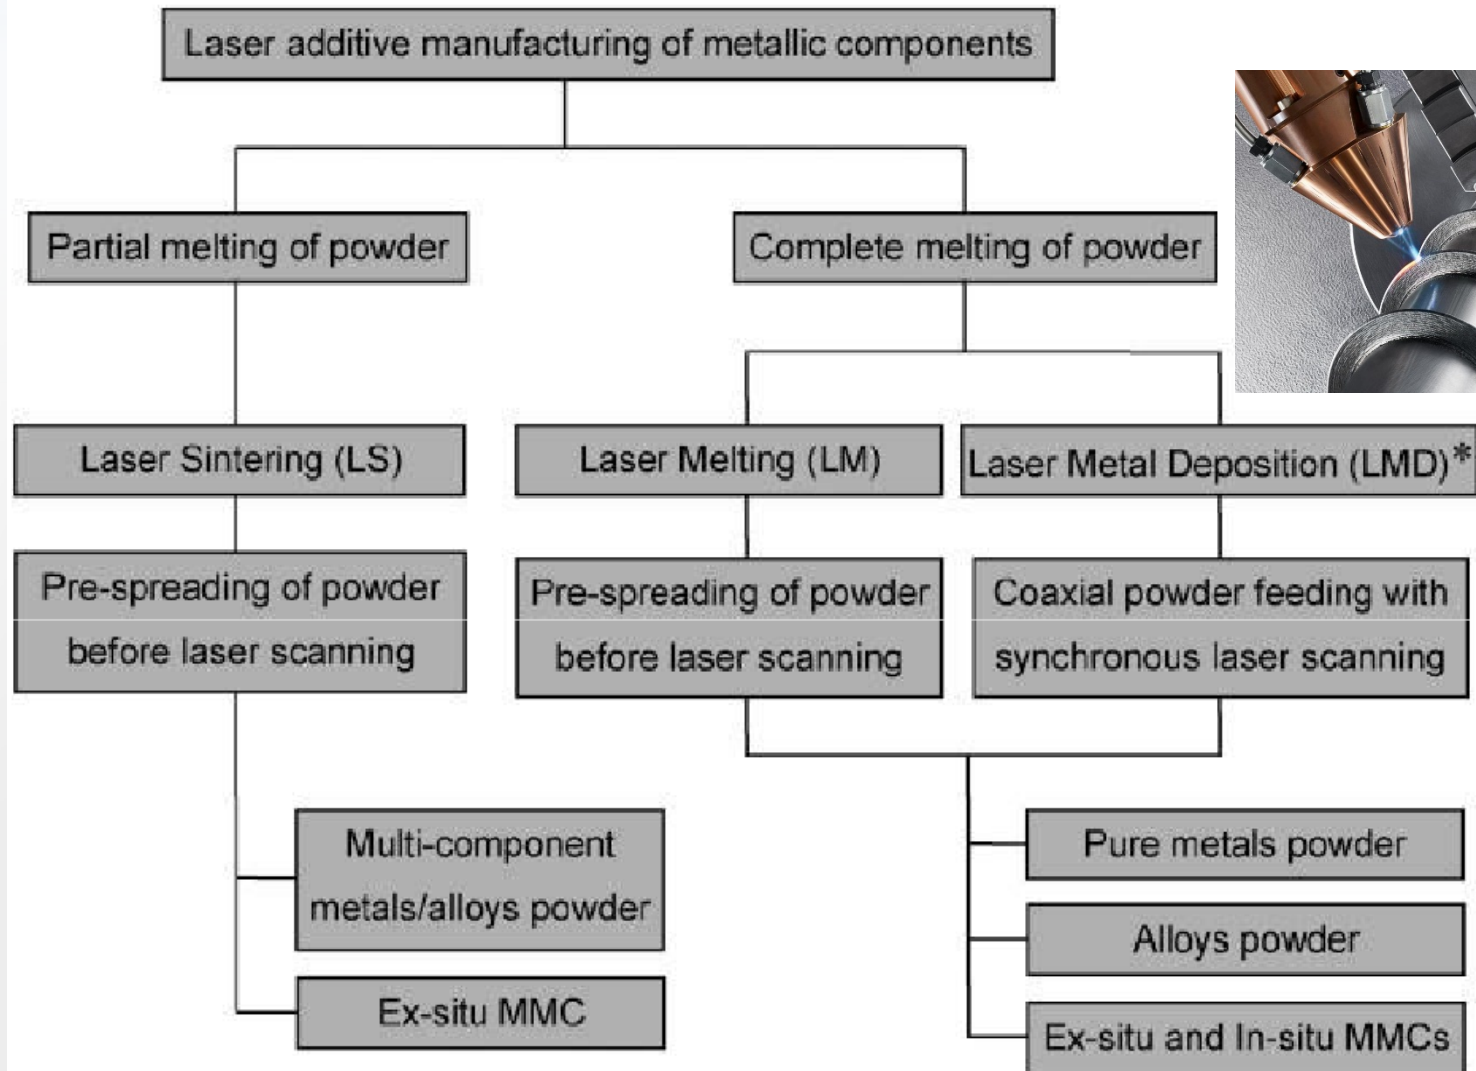 Laser additive manufacturing of metallic components
Partial melting of powder
Complete melting of powder
Laser Sintering (LS)
Laser Melting (LM)
Laser Metal Deposition (LMD)*
Pre-spreading of powder
before laser scanning
Pre-spreading of powder
before laser scanning
Coaxial powder feeding with
synchronous laser scanning
Multi-component
metals/alloys powder
Ex-situ MMC
Pure metals powder
Alloys powder
Ex-situ and In-situ MMCs